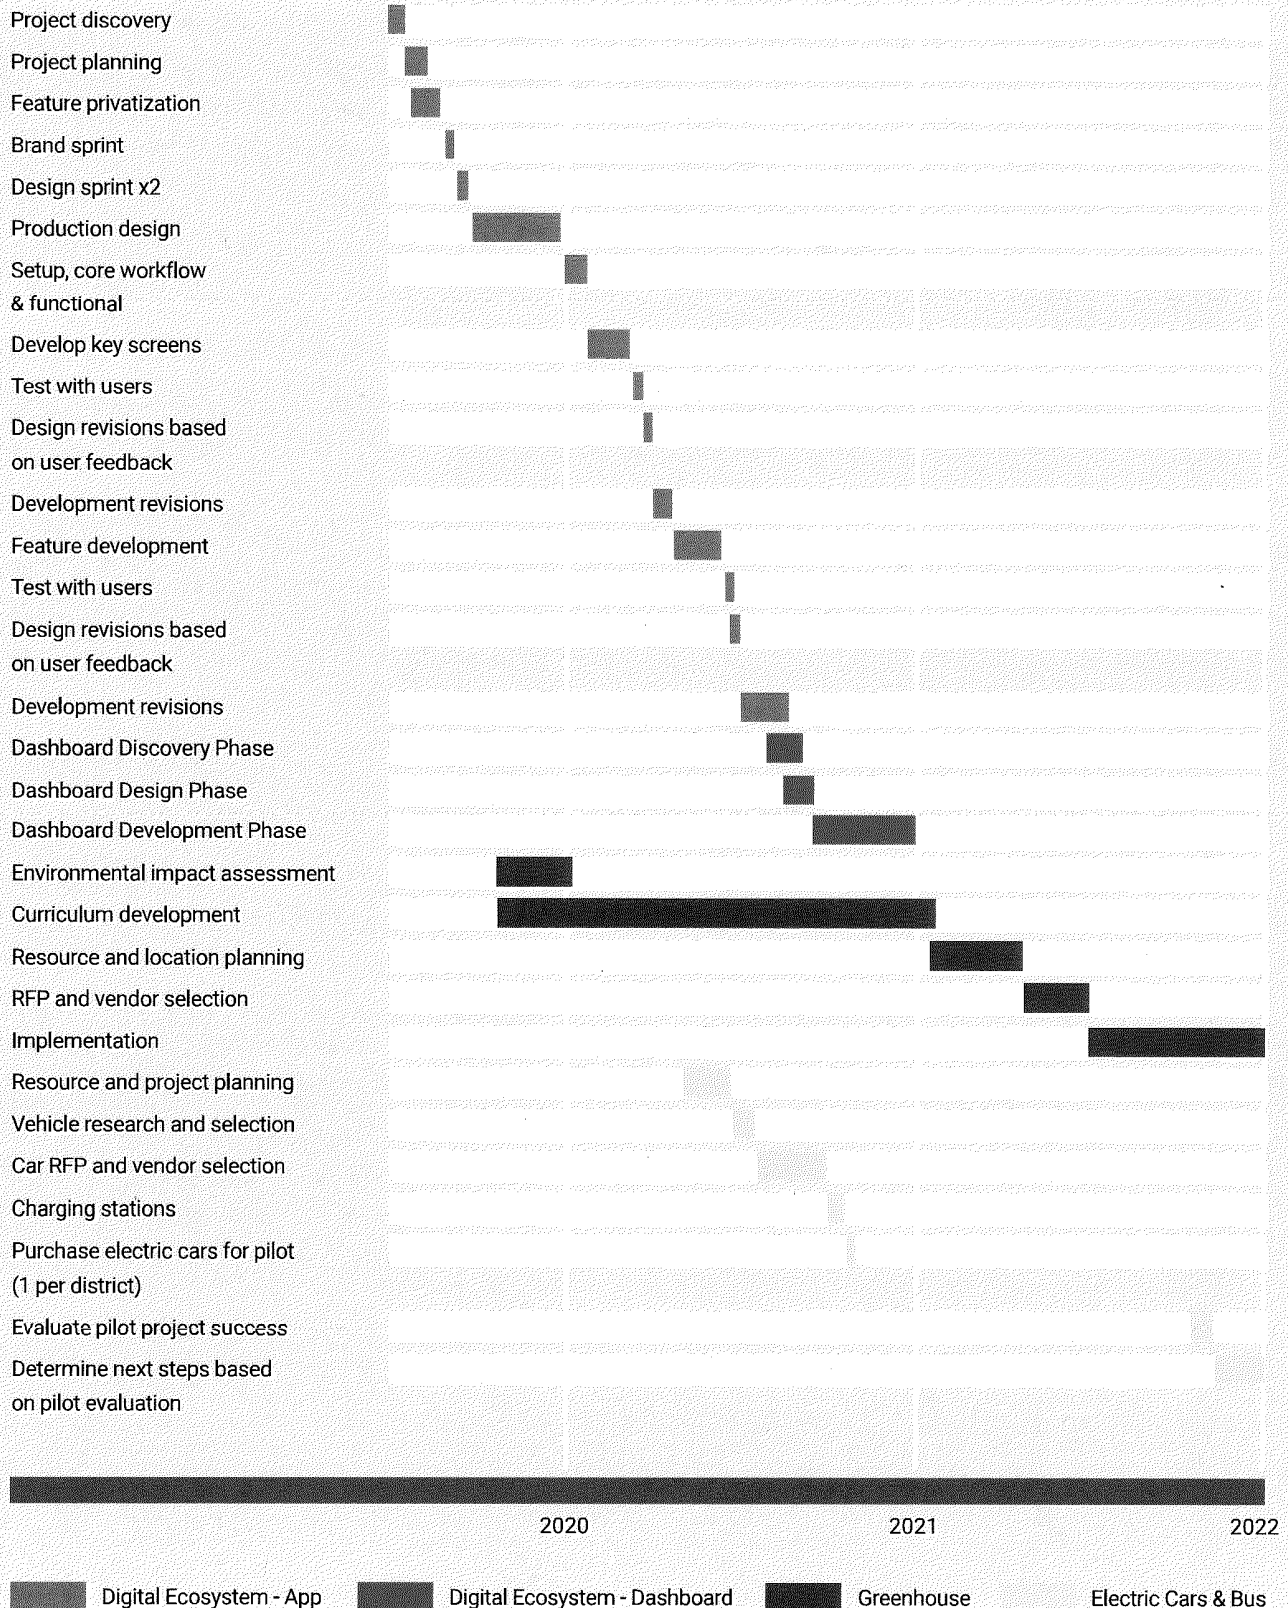 Project discovery
Project planning
Feature privatization
Brand sprint
Design sprint x2
Production design
Setup, core workflow
& functional
Develop key screens
Test with users
Design revisions based
on user feedback
Development revisions
Feature development
Test with users
Design revisions based
on user feedback
Development revisions
Dashboard Discovery Phase
Dashboard Design Phase
Dashboard Development Phase
Environmental impact assessment
Curriculum development
Resource and location planning
RFP and vendor selection
Implementation
Resource and project planning
Vehicle research and selection
Car RFP and vendor selection
Charging stations
Purchase electric cars for pilot
(1 per district)
Evaluate pilot project success
Determine next steps based
on pilot evaluation
2020 2021 2022
Digital Ecosystem - App Digital Ecosystem - Dashboard Greenhouse Electric Cars & Bus